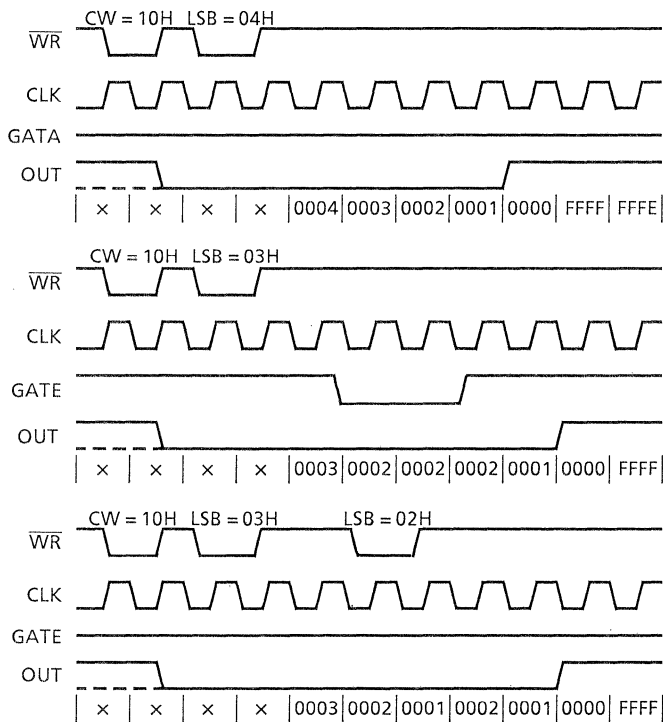 CW = 10H LSB = 04H
WR
CLK
GATA
OUT
× × × × 0004 0003 0002 0001 0000 FFFF FFFE
CW = 10H LSB = 03H
WR
CLK
GATE
OUT
× × × × 0003 0002 0002 0002 0001 0000 FFFF
CW = 10H LSB = 03H LSB = 02H
WR
CLK
GATE
OUT
× × × × 0003 0002 0001 0002 0001 0000 FFFF